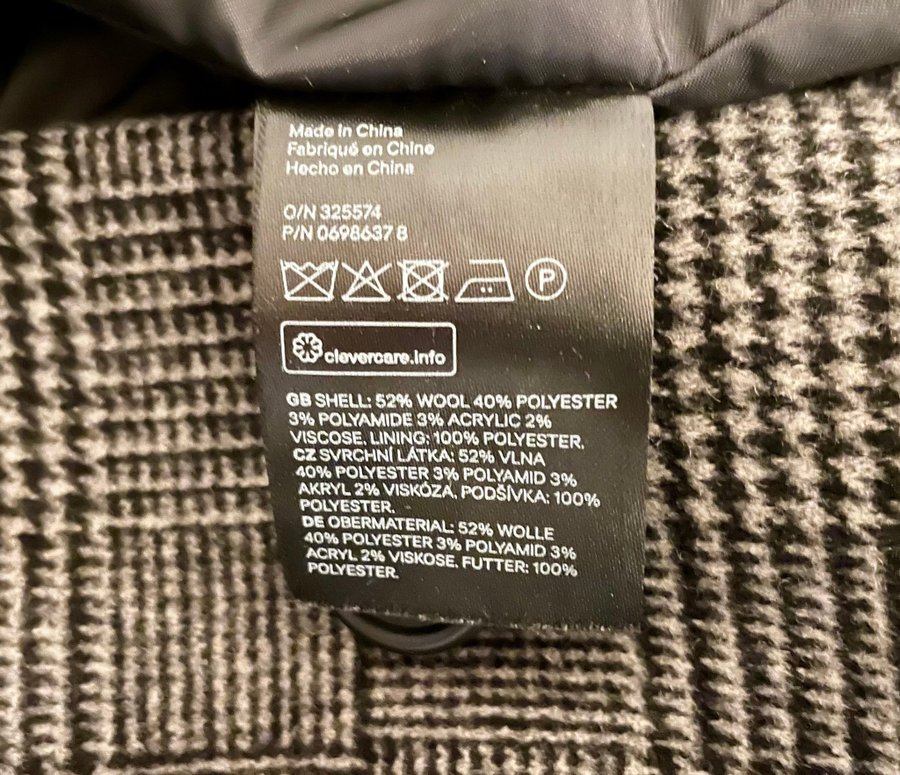 Made in China
Fabriqué en Chine
Hecho en China
O/N 325574
P/N 0698637 8
P
clevercare.info
GB SHELL: 52% WOOL 40% POLYESTER
3% POLYAMIDE 3% ACRYLIC 2%
VISCOSE. LINING: 100% POLYESTER.
CZ SVRCHNÍ LÁTKA: 52% VLNA
40% POLYESTER 3% POLYAMID 3%
AKRYL 2% VISKÓZA. PODŠÍVKA: 100%
POLYESTER.
DE OBERMATERIAL: 52% WOLLE
40% POLYESTER 3% POLYAMID 3%
ACRYL 2% VISKOSE. FUTTER: 100%
POLYESTER.